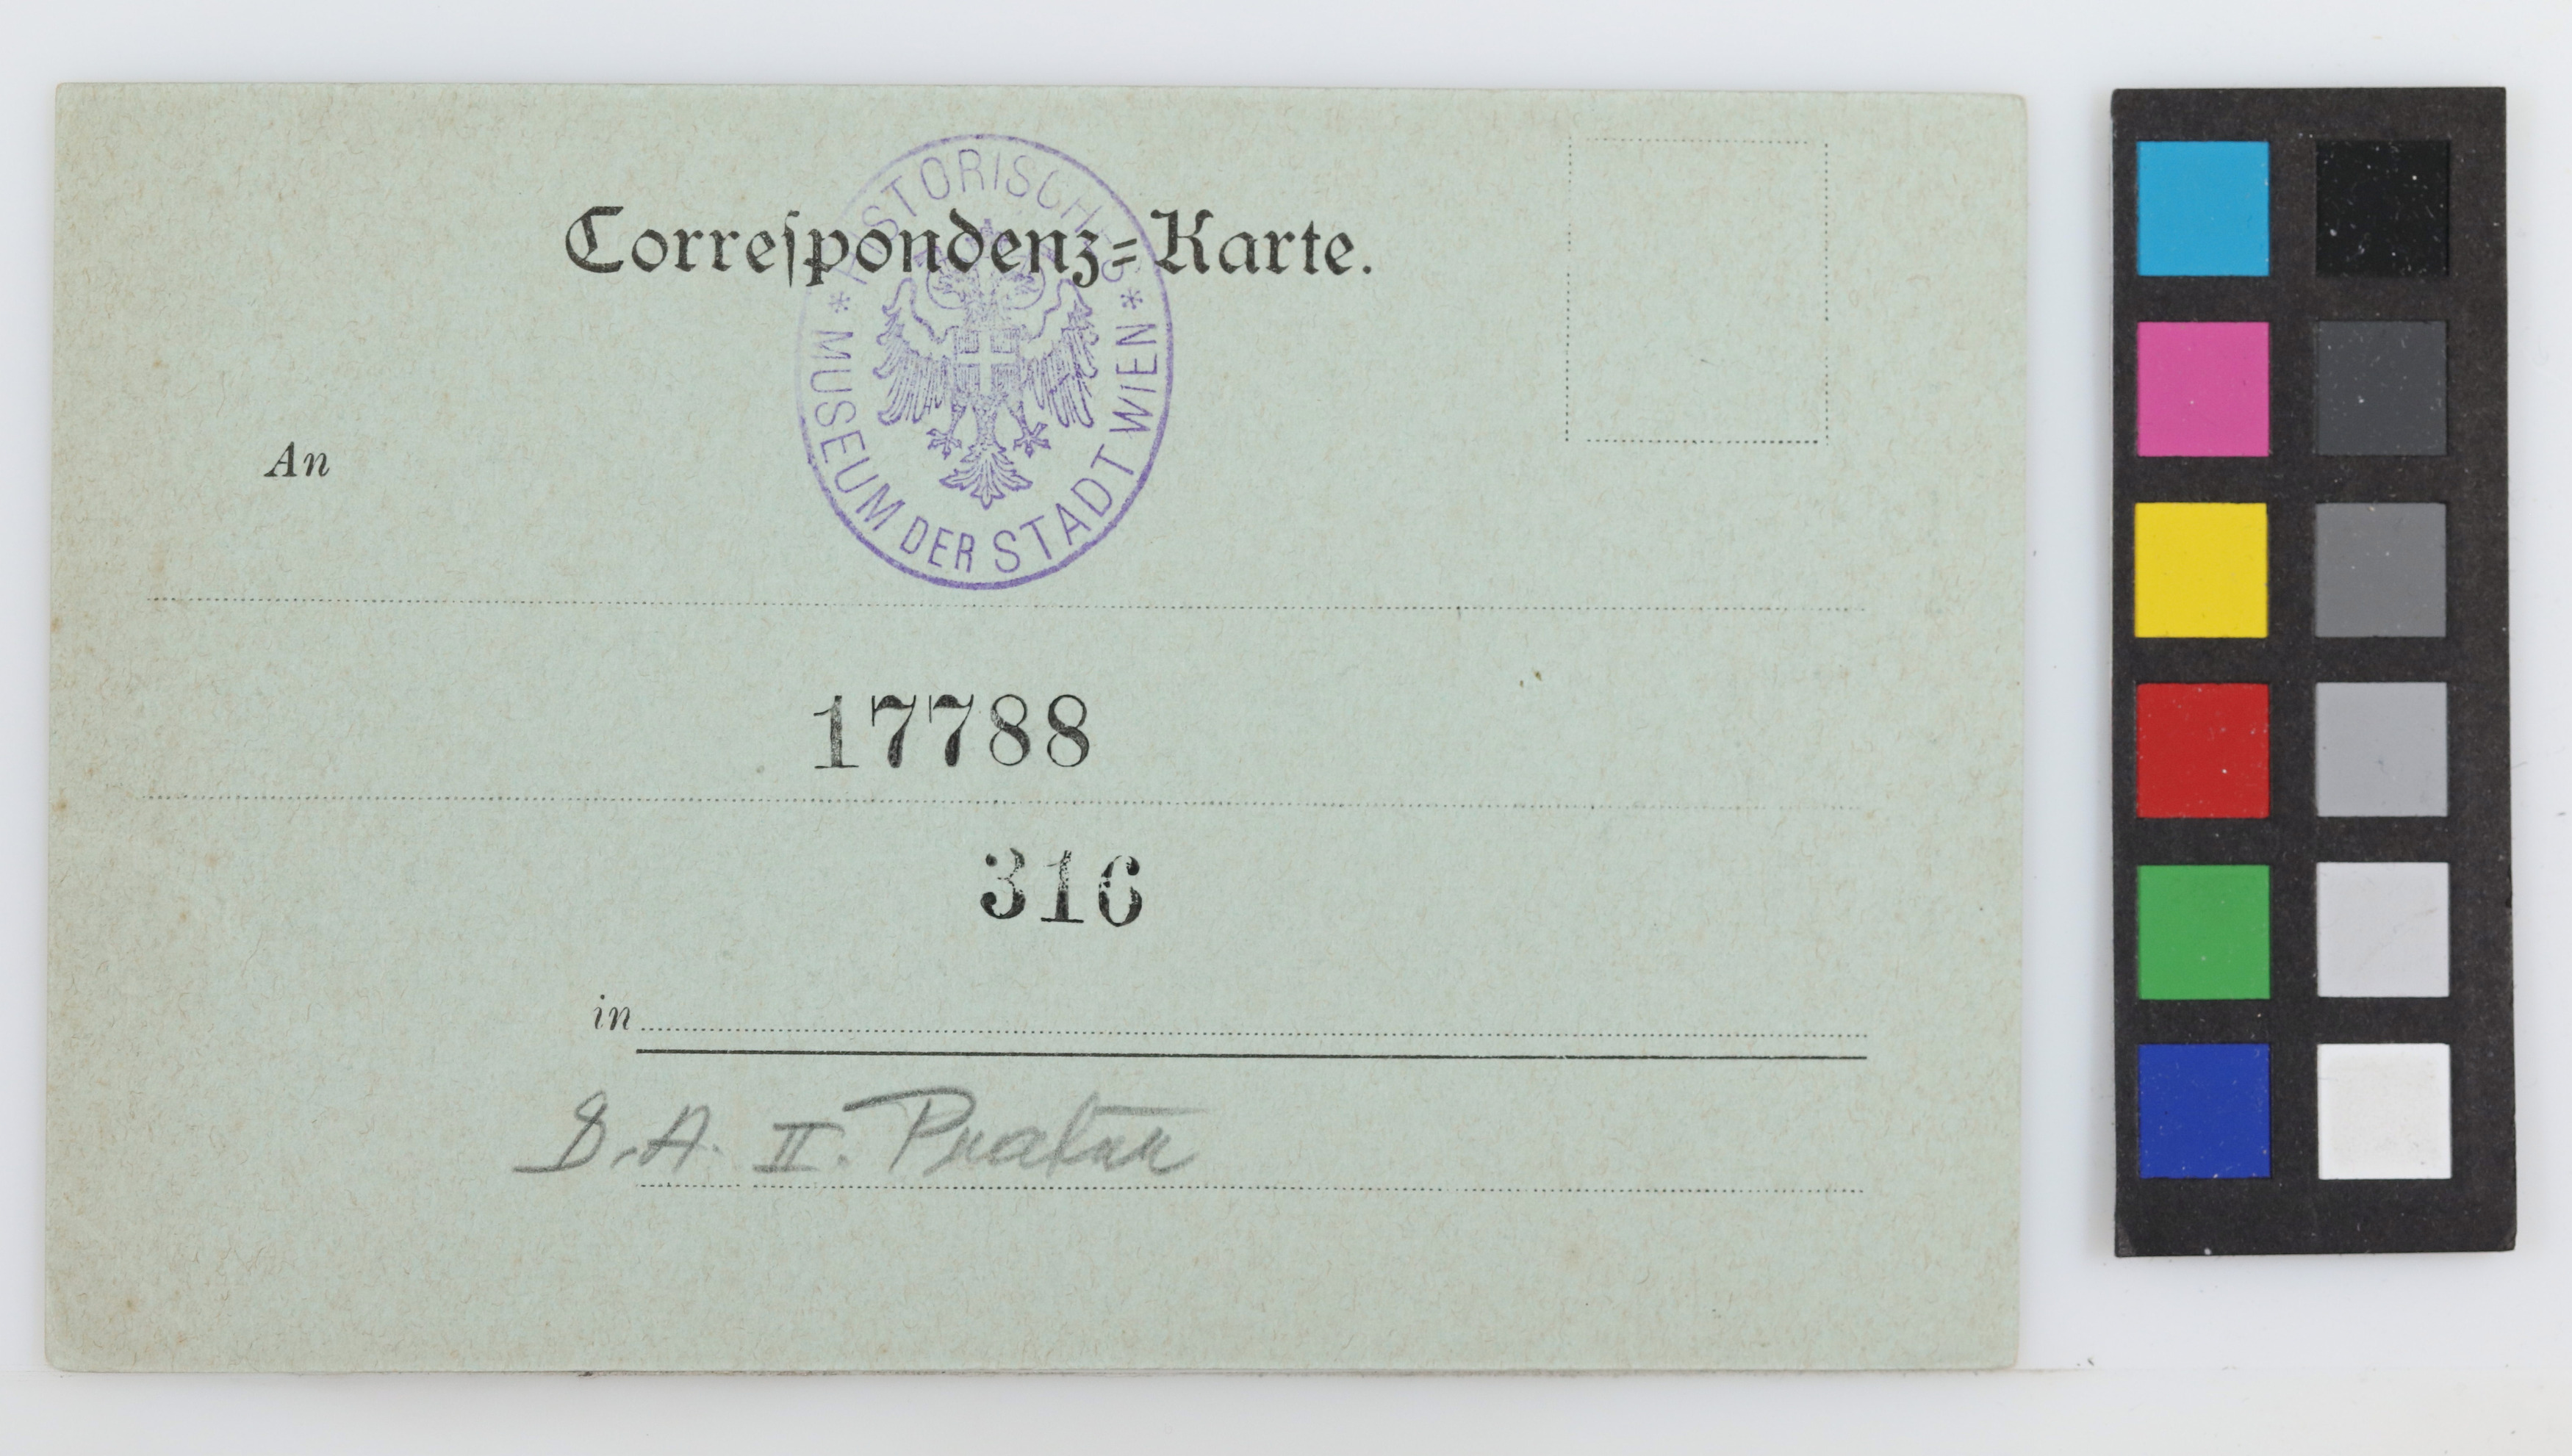 Correſpondenz=Karte.
* HISTORISCHES *
MUSEUM DER STADT WIEN
An
17788
316
in
II. Prater